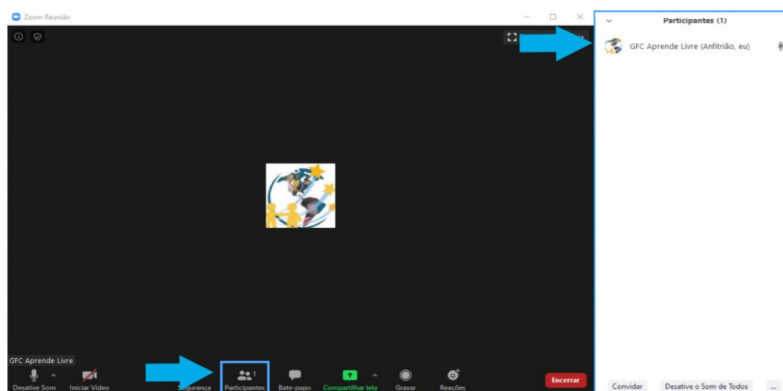 Zoom Reunião
Participantes (1)
GFC Aprende Livre (Anfitrião, eu)
GFC Aprende Livre
1
Desative Som
Iniciar Vídeo
Segurança
Participantes
Bate-papo
Compartilhar tela
Gravar
Reações
Encerrar
Convidar
Desative o Som de Todos
...